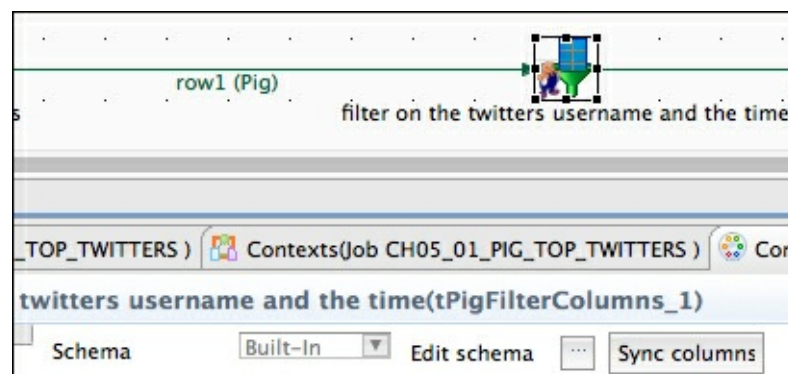 row1 (Pig)
s filter on the twitters username and the time
_TOP_TWITTERS ) Contexts(Job CH05_01_PIG_TOP_TWITTERS ) Con
twitters username and the time(tPigFilterColumns_1)
Schema Built-In Edit schema ... Sync columns